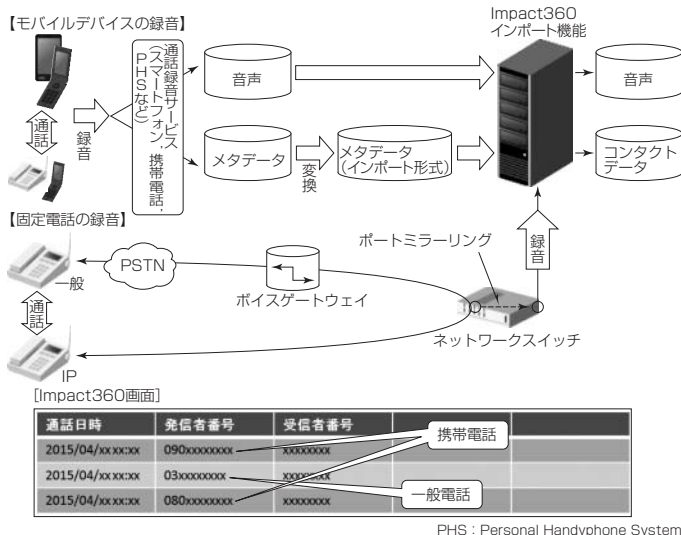 【モバイルデバイスの録音】
通話
録音
通話録音サービス
(スマートフォン，携帯電話，
PHSなど)
音声
メタデータ
変換
メタデータ
(インポート形式)
Impact360
インポート機能
音声
コンタクト
データ
【固定電話の録音】
一般
通話
IP
PSTN
ボイスゲートウェイ
ポートミラーリング
録音
ネットワークスイッチ
[Impact360画面]
通話日時 発信者番号 受信者番号
2015/04/xx xx:xx 090xxxxxxxx xxxxxxxx
2015/04/xx xx:xx 03xxxxxxxx xxxxxxxx
2015/04/xx xx:xx 080xxxxxxxx xxxxxxxx
携帯電話
一般電話
PHS：Personal Handyphone System